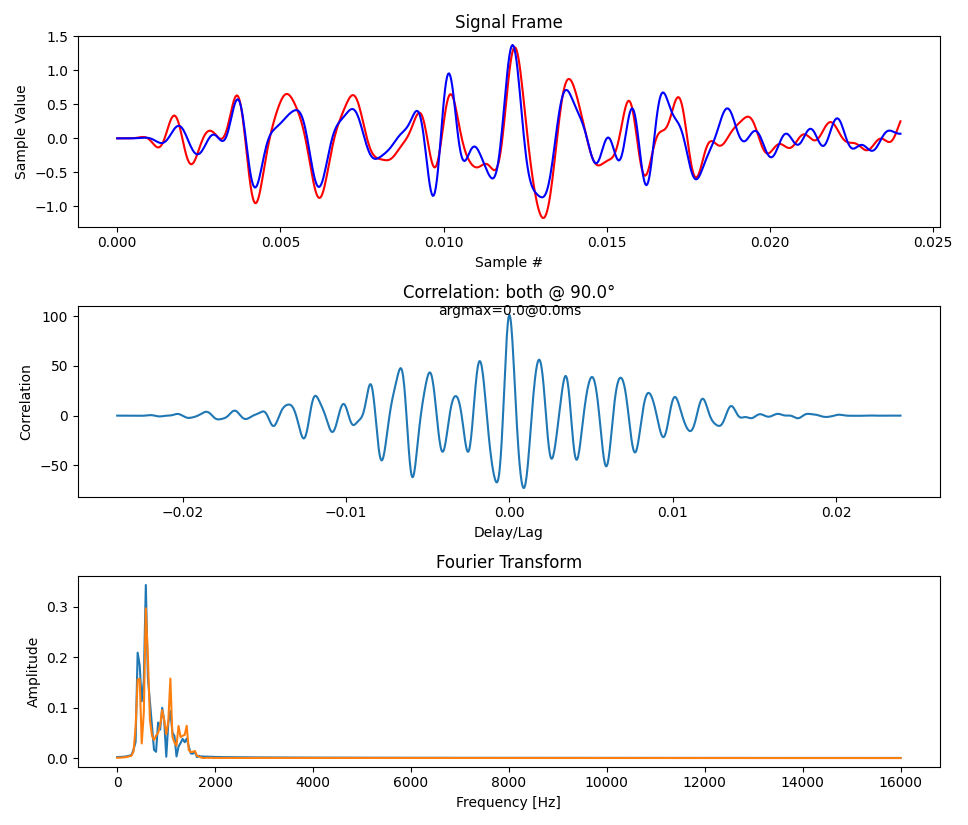 Signal Frame
1.5
1.0
0.5
0.0
−0.5
−1.0
Sample Value
0.000 0.005 0.010 0.015 0.020 0.025
Sample #
Correlation: both @ 90.0°
argmax=0.0@0.0ms
100
50
0
−50
Correlation
−0.02 −0.01 0.00 0.01 0.02
Delay/Lag
Fourier Transform
0.3
0.2
0.1
0.0
Amplitude
0 2000 4000 6000 8000 10000 12000 14000 16000
Frequency [Hz]